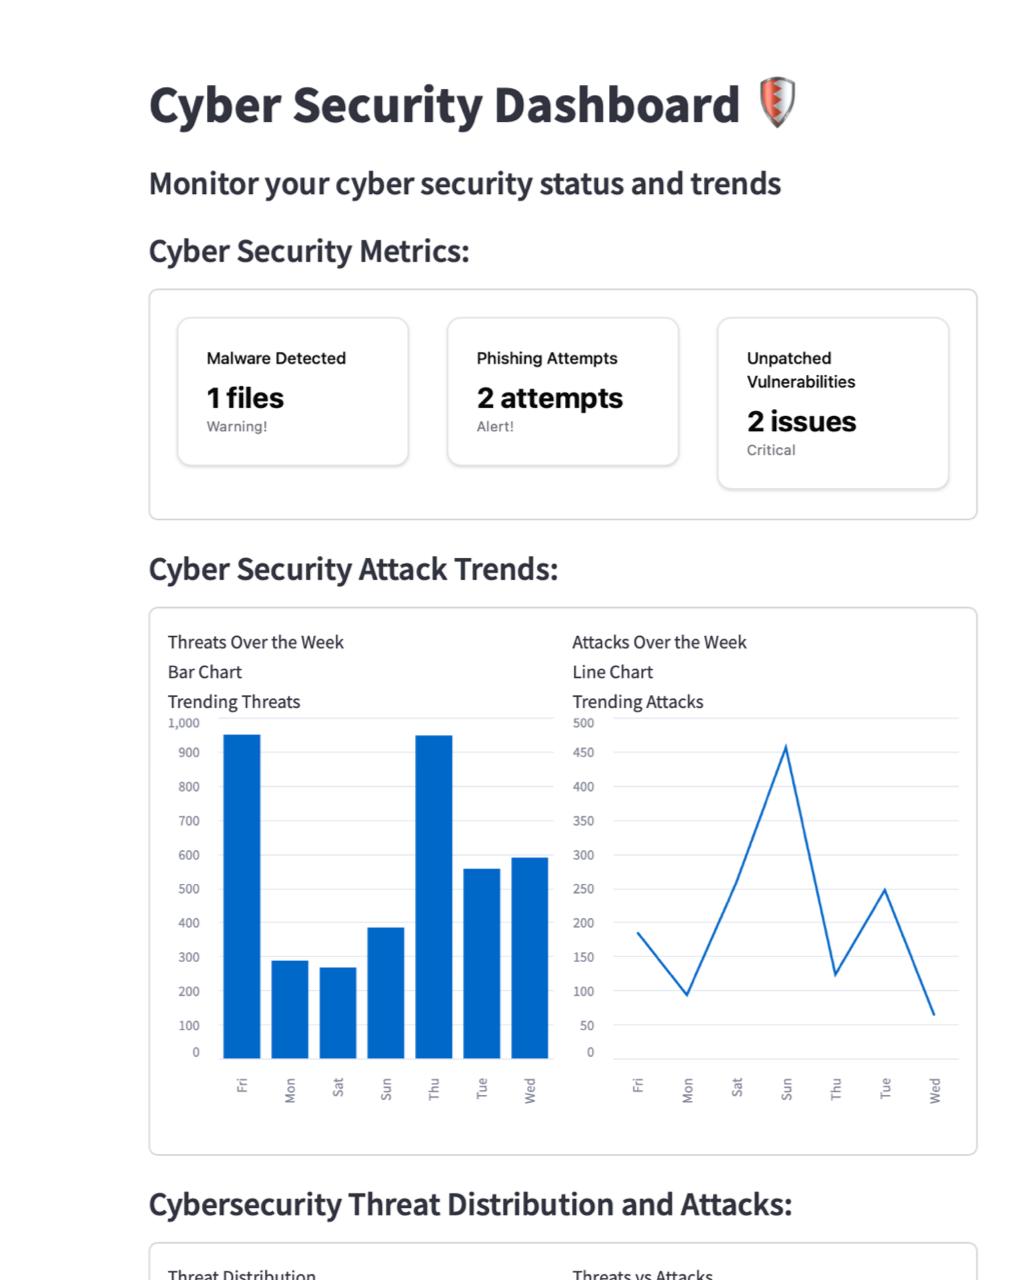 Cyber Security Dashboard
Monitor your cyber security status and trends
Cyber Security Metrics:
Malware Detected
1 files
Warning!
Phishing Attempts
2 attempts
Alert!
Unpatched
Vulnerabilities
2 issues
Critical
Cyber Security Attack Trends:
Threats Over the Week
Bar Chart
Trending Threats
1,000
900
800
700
600
500
400
300
200
100
0
Fri
Mon
Sat
Sun
Thu
Tue
Wed
Attacks Over the Week
Line Chart
Trending Attacks
500
450
400
350
300
250
200
150
100
50
0
Fri
Mon
Sat
Sun
Thu
Tue
Wed
Cybersecurity Threat Distribution and Attacks:
Threat Distribution
Threats vs Attacks